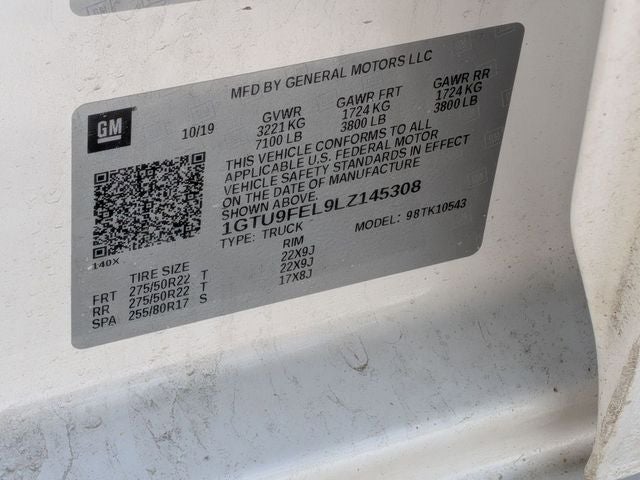 MFD BY GENERAL MOTORS LLC
GM
10/19
GVWR GAWR FRT GAWR RR
3221 KG 1724 KG 1724 KG
7100 LB 3800 LB 3800 LB
THIS VEHICLE CONFORMS TO ALL
APPLICABLE U.S. FEDERAL MOTOR
VEHICLE SAFETY STANDARDS IN EFFECT
ON THE DATE OF MANUFACTURE
SHOWN ABOVE.
1GTU9FEL9LZ145308
TYPE: TRUCK MODEL: 98TK10543
140X
TIRE SIZE RIM
FRT 275/50R22 T 22X9J
RR 275/50R22 T 22X9J
SPA 255/80R17 S 17X8J